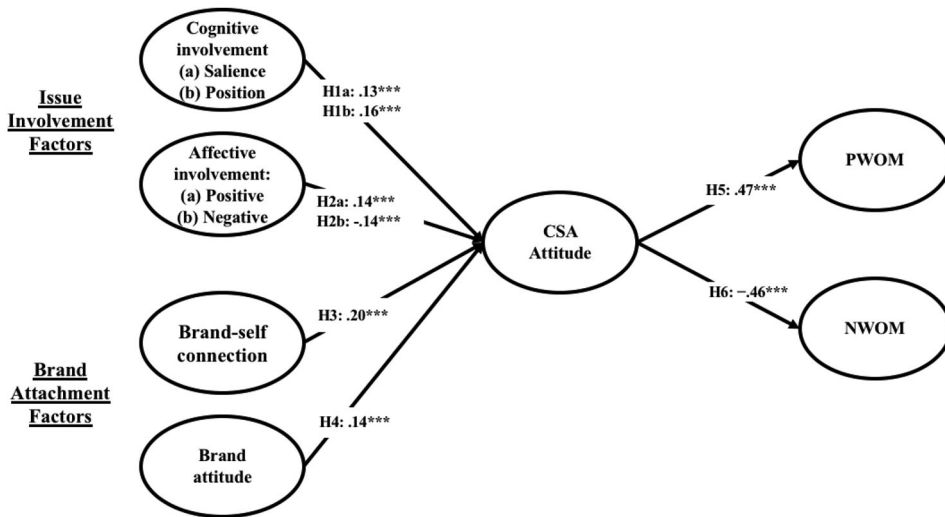 Issue
Involvement
Factors
Cognitive
involvement
(a) Salience
(b) Position
H1a: .13***
H1b: .16***
Affective
involvement:
(a) Positive
(b) Negative
H2a: .14***
H2b: -.14***
Brand
Attachment
Factors
Brand-self
connection
H3: .20***
Brand
attitude
H4: .14***
CSA
Attitude
H5: .47***
PWOM
H6: −.46***
NWOM